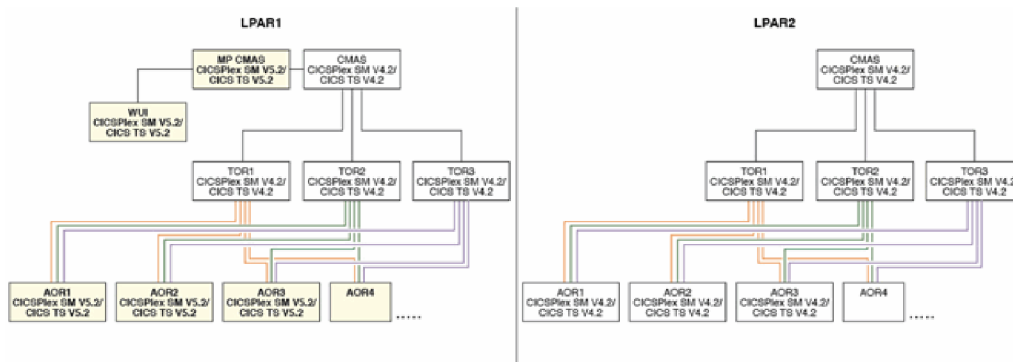 LPAR1
LPAR2
MP CMAS
CICSPlex SM V5.2/
CICS TS V5.2
CMAS
CICSPlex SM V4.2/
CICS TS V4.2
CMAS
CICSPlex SM V4.2/
CICS TS V4.2
WUI
CICSPlex SM V5.2/
CICS TS V5.2
TOR1
CICSPlex SM V4.2/
CICS TS V4.2
TOR2
CICSPlex SM V4.2/
CICS TS V4.2
TOR3
CICSPlex SM V4.2/
CICS TS V4.2
TOR1
CICSPlex SM V4.2/
CICS TS V4.2
TOR2
CICSPlex SM V4.2/
CICS TS V4.2
TOR3
CICSPlex SM V4.2/
CICS TS V4.2
AOR1
CICSPlex SM V5.2/
CICS TS V5.2
AOR2
CICSPlex SM V5.2/
CICS TS V5.2
AOR3
CICSPlex SM V5.2/
CICS TS V5.2
AOR4
.....
AOR1
CICSPlex SM V4.2/
CICS TS V4.2
AOR2
CICSPlex SM V4.2/
CICS TS V4.2
AOR3
CICSPlex SM V4.2/
CICS TS V4.2
AOR4
.....